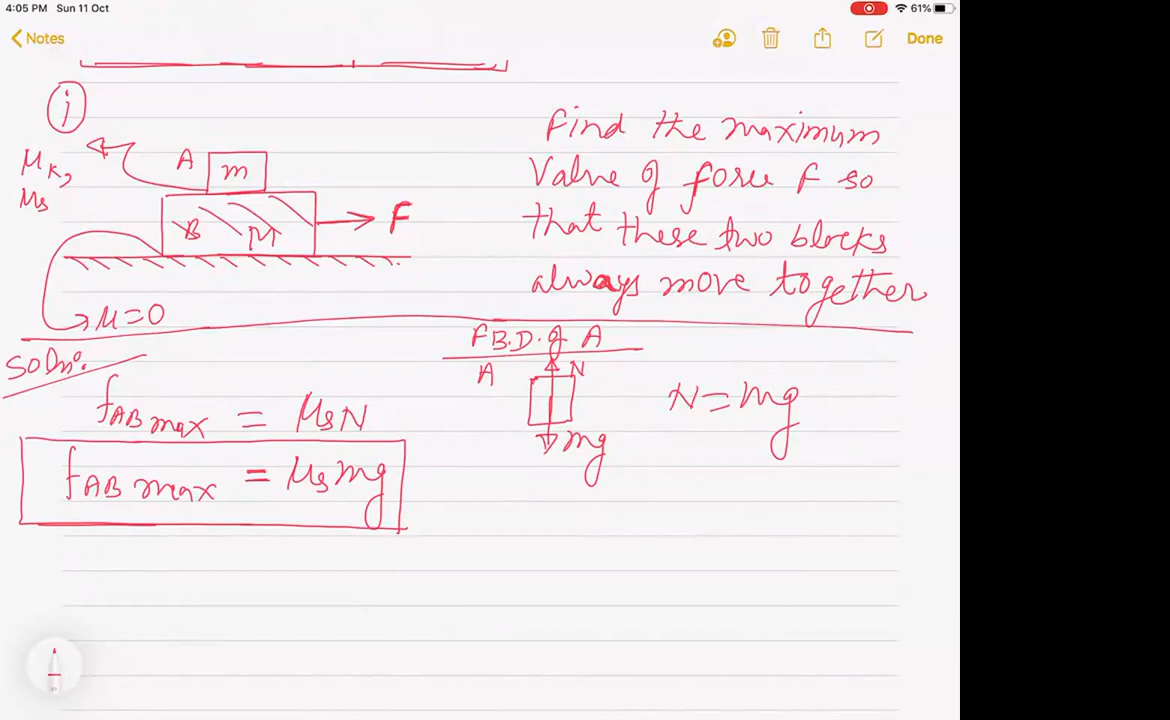 4:05 PM Sun 11 Oct
61%
Notes
Done
i
Find the maximum
Value of force F so
that these two blocks
always move together
A
m
μk,
μs
B
M
F
μ=0
Soln:
F.B.D. of A
A
N
mg
N=mg
fAB max = μsN
fAB max = μsmg